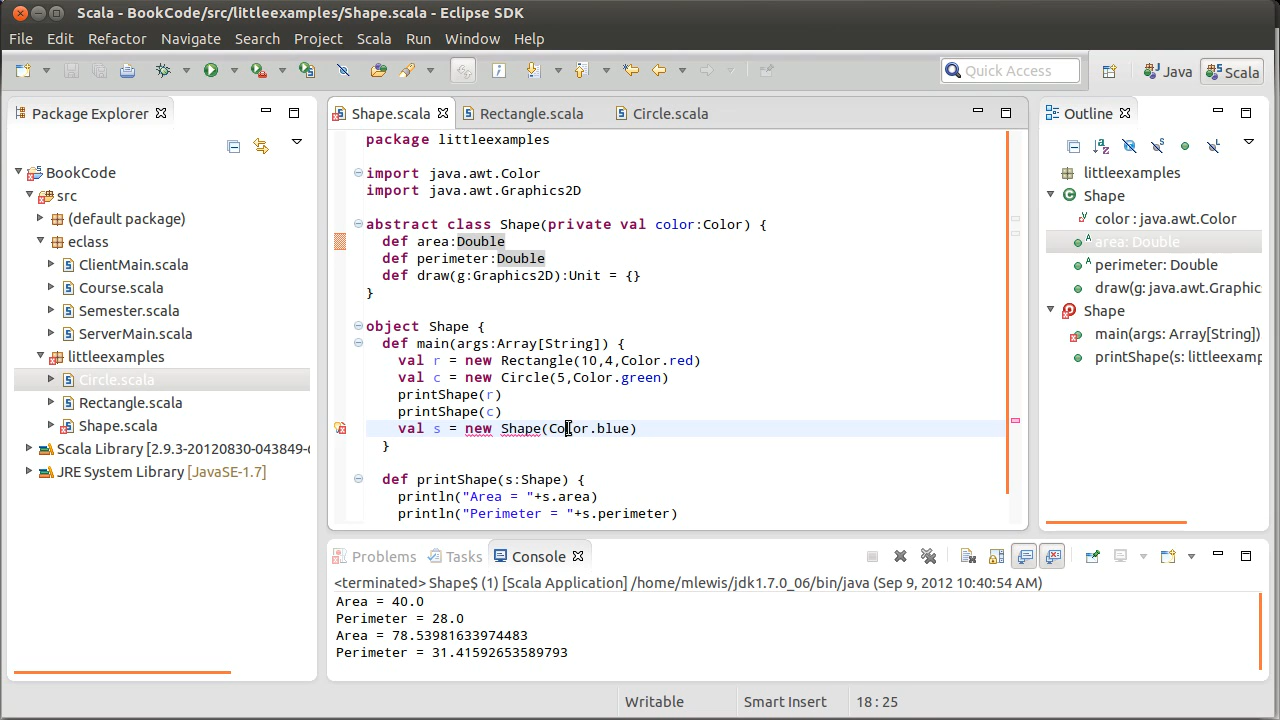 Scala - BookCode/src/littleexamples/Shape.scala - Eclipse SDK
File Edit Refactor Navigate Search Project Scala Run Window Help
Quick Access
Java
Scala
Package Explorer
BookCode
src
(default package)
eclass
ClientMain.scala
Course.scala
Semester.scala
ServerMain.scala
littleexamples
Circle.scala
Rectangle.scala
Shape.scala
Scala Library [2.9.3-20120830-043849-
JRE System Library [JavaSE-1.7]
Shape.scala Rectangle.scala Circle.scala
package littleexamples
import java.awt.Color
import java.awt.Graphics2D
abstract class Shape(private val color:Color) {
def area:Double
def perimeter:Double
def draw(g:Graphics2D):Unit = {}
}
object Shape {
def main(args:Array[String]) {
val r = new Rectangle(10,4,Color.red)
val c = new Circle(5,Color.green)
printShape(r)
printShape(c)
val s = new Shape(Color.blue)
}
def printShape(s:Shape) {
println("Area = "+s.area)
println("Perimeter = "+s.perimeter)
Outline
littleexamples
Shape
color : java.awt.Color
area: Double
perimeter: Double
draw(g: java.awt.Graphic
Shape
main(args: Array[String])
printShape(s: littleexamp
Problems Tasks Console
<terminated> Shape$ (1) [Scala Application] /home/mlewis/jdk1.7.0_06/bin/java (Sep 9, 2012 10:40:54 AM)
Area = 40.0
Perimeter = 28.0
Area = 78.53981633974483
Perimeter = 31.41592653589793
Writable Smart Insert 18 : 25